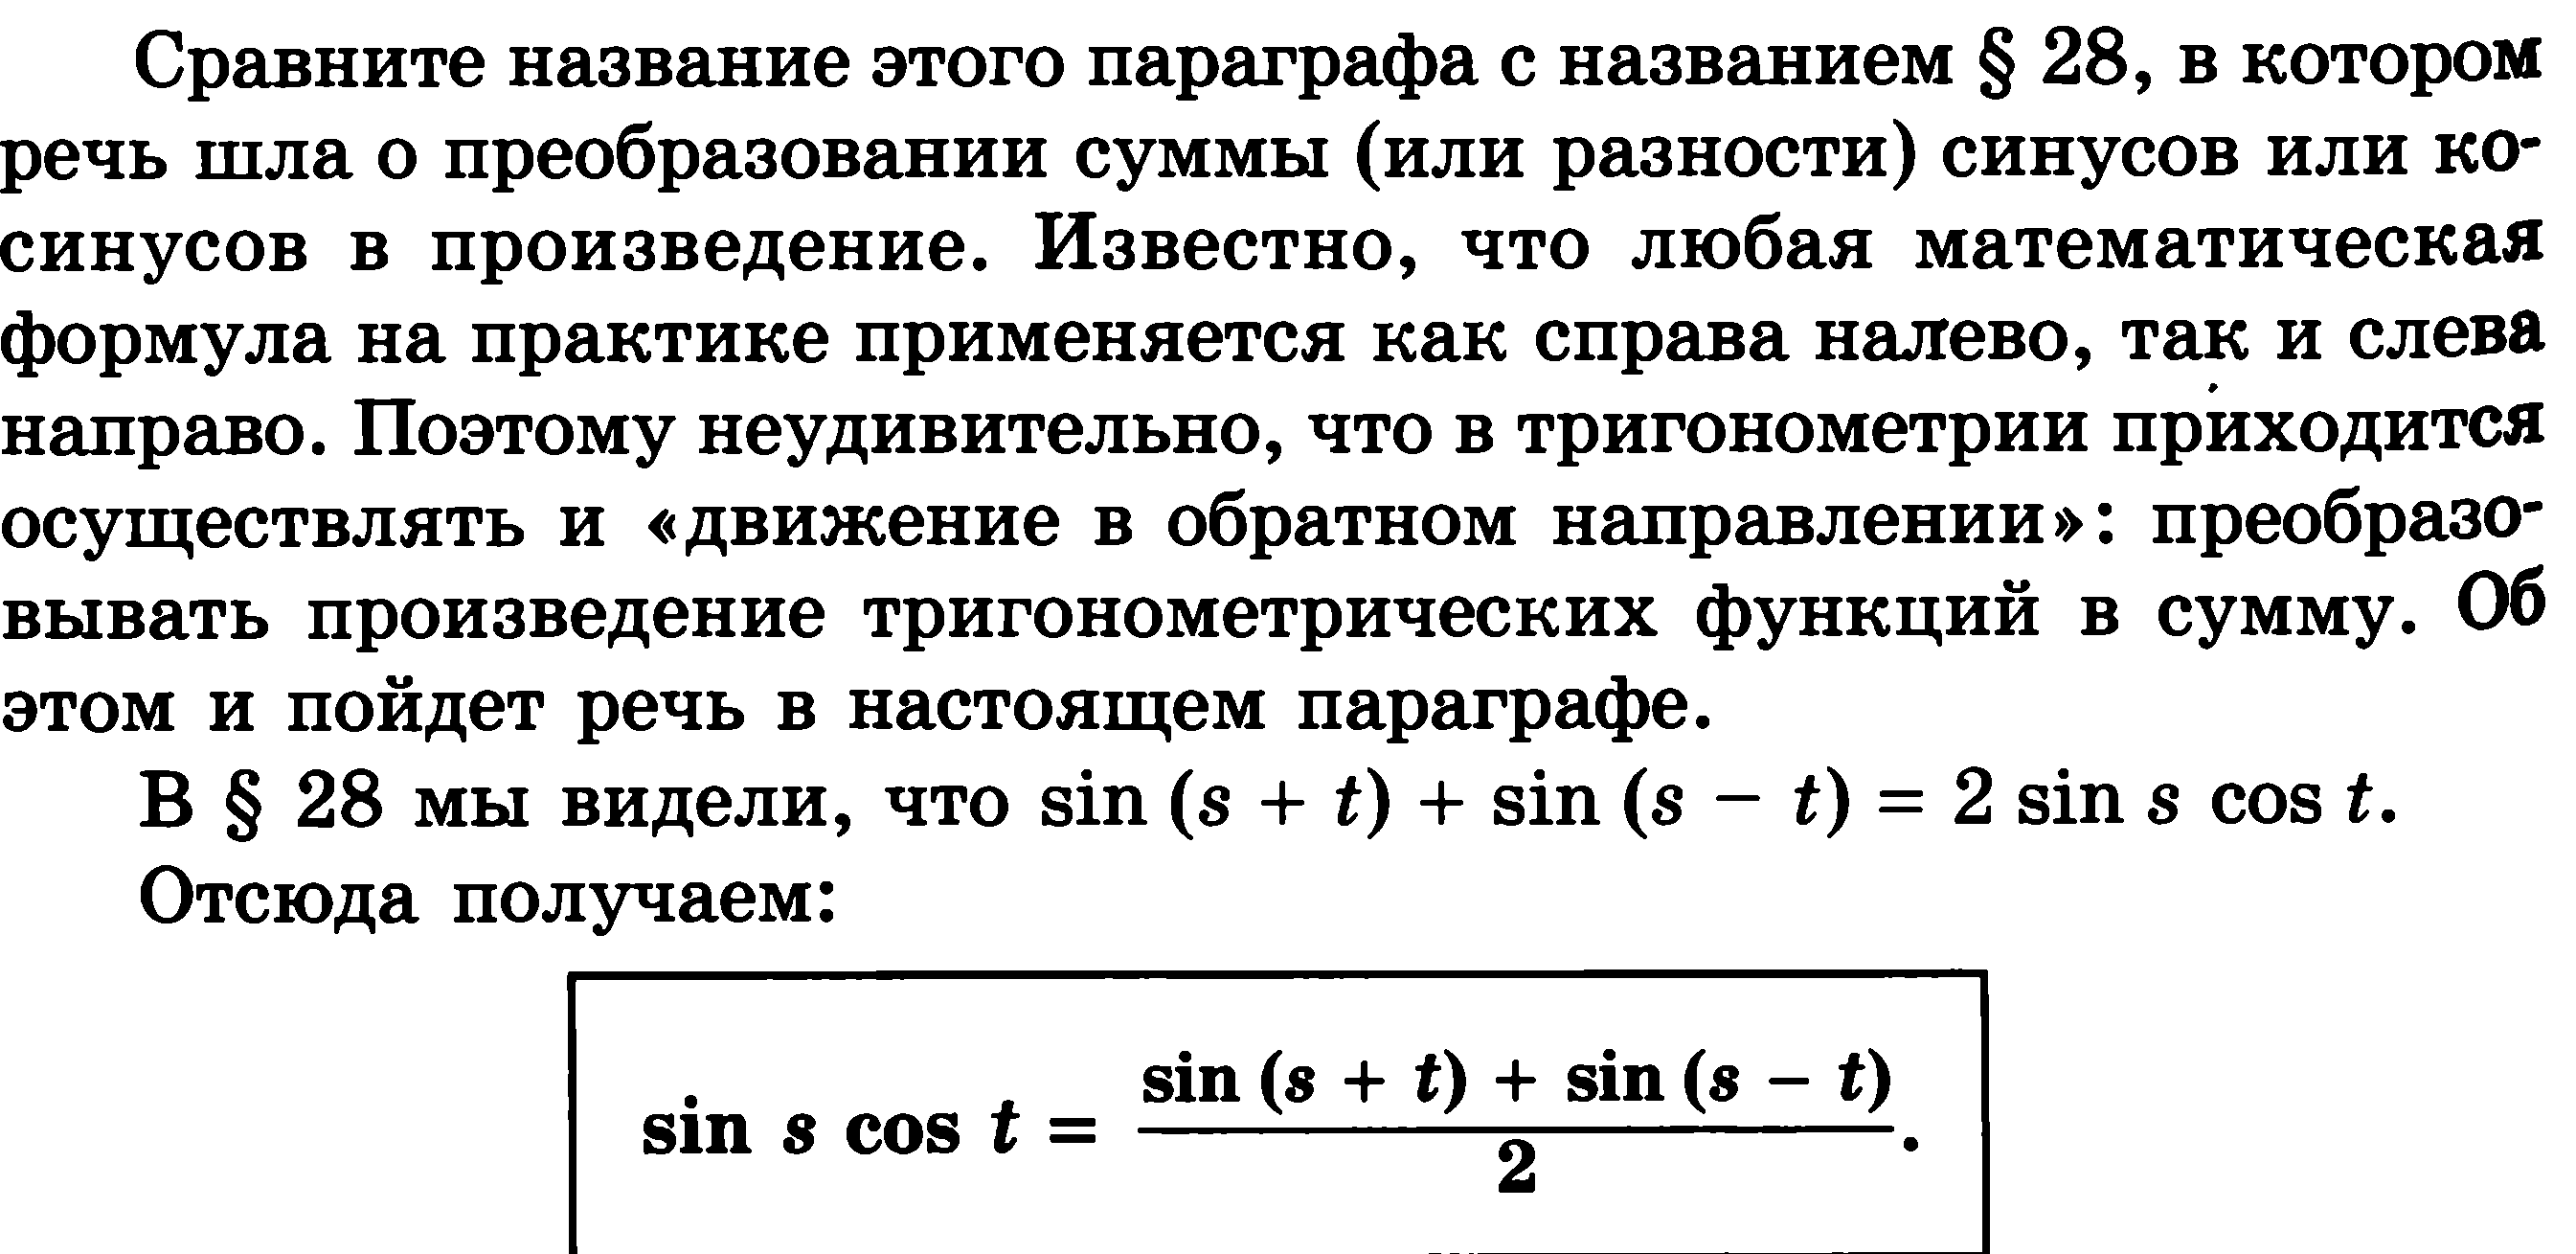 Сравните название этого параграфа с названием § 28, в котором
речь шла о преобразовании суммы (или разности) синусов или ко-
синусов в произведение. Известно, что любая математическая
формула на практике применяется как справа налево, так и слева
направо. Поэтому неудивительно, что в тригонометрии приходится
осуществлять и «движение в обратном направлении»: преобразо-
вывать произведение тригонометрических функций в сумму. Об
этом и пойдет речь в настоящем параграфе.
В § 28 мы видели, что sin (s + t) + sin (s − t) = 2 sin s cos t.
Отсюда получаем:
sin s cos t = (sin (s + t) + sin (s − t))/2.